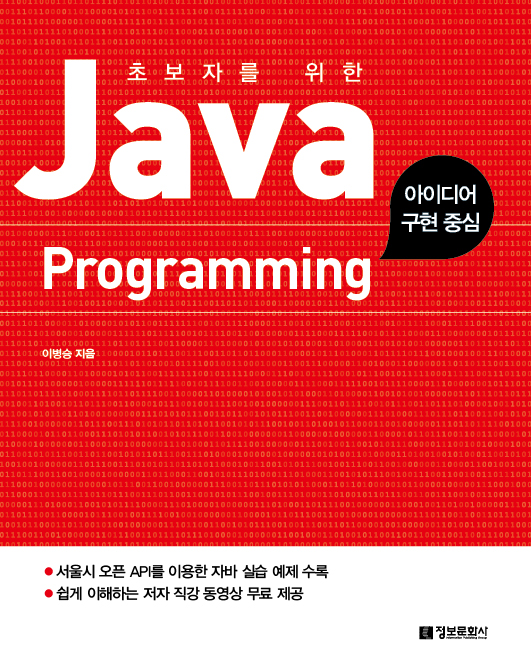 초보자를 위한
Java
Programming
아이디어
구현 중심
이병승 지음
● 서울시 오픈 API를 이용한 자바 실습 예제 수록
● 쉽게 이해하는 저자 직강 동영상 무료 제공
정보문화사
Information Publishing Group